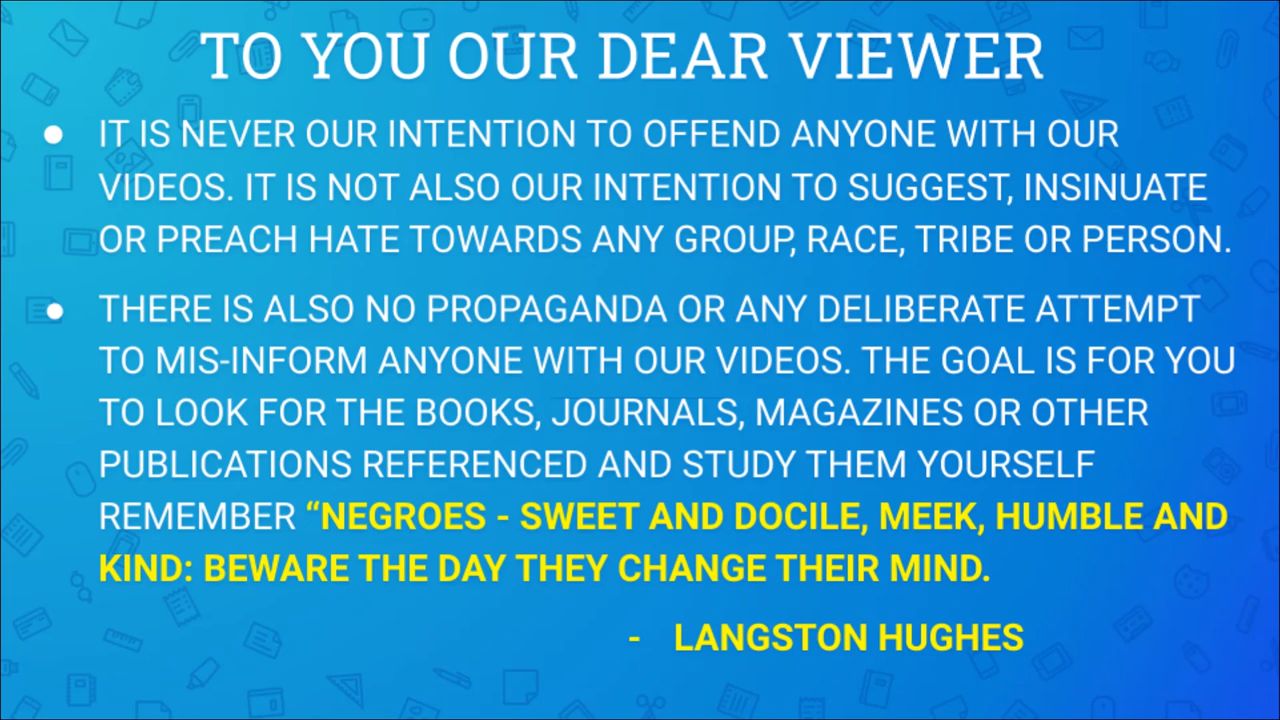 TO YOU OUR DEAR VIEWER
● IT IS NEVER OUR INTENTION TO OFFEND ANYONE WITH OUR
VIDEOS. IT IS NOT ALSO OUR INTENTION TO SUGGEST, INSINUATE
OR PREACH HATE TOWARDS ANY GROUP, RACE, TRIBE OR PERSON.
● THERE IS ALSO NO PROPAGANDA OR ANY DELIBERATE ATTEMPT
TO MIS-INFORM ANYONE WITH OUR VIDEOS. THE GOAL IS FOR YOU
TO LOOK FOR THE BOOKS, JOURNALS, MAGAZINES OR OTHER
PUBLICATIONS REFERENCED AND STUDY THEM YOURSELF
REMEMBER “NEGROES - SWEET AND DOCILE, MEEK, HUMBLE AND
KIND: BEWARE THE DAY THEY CHANGE THEIR MIND.
- LANGSTON HUGHES